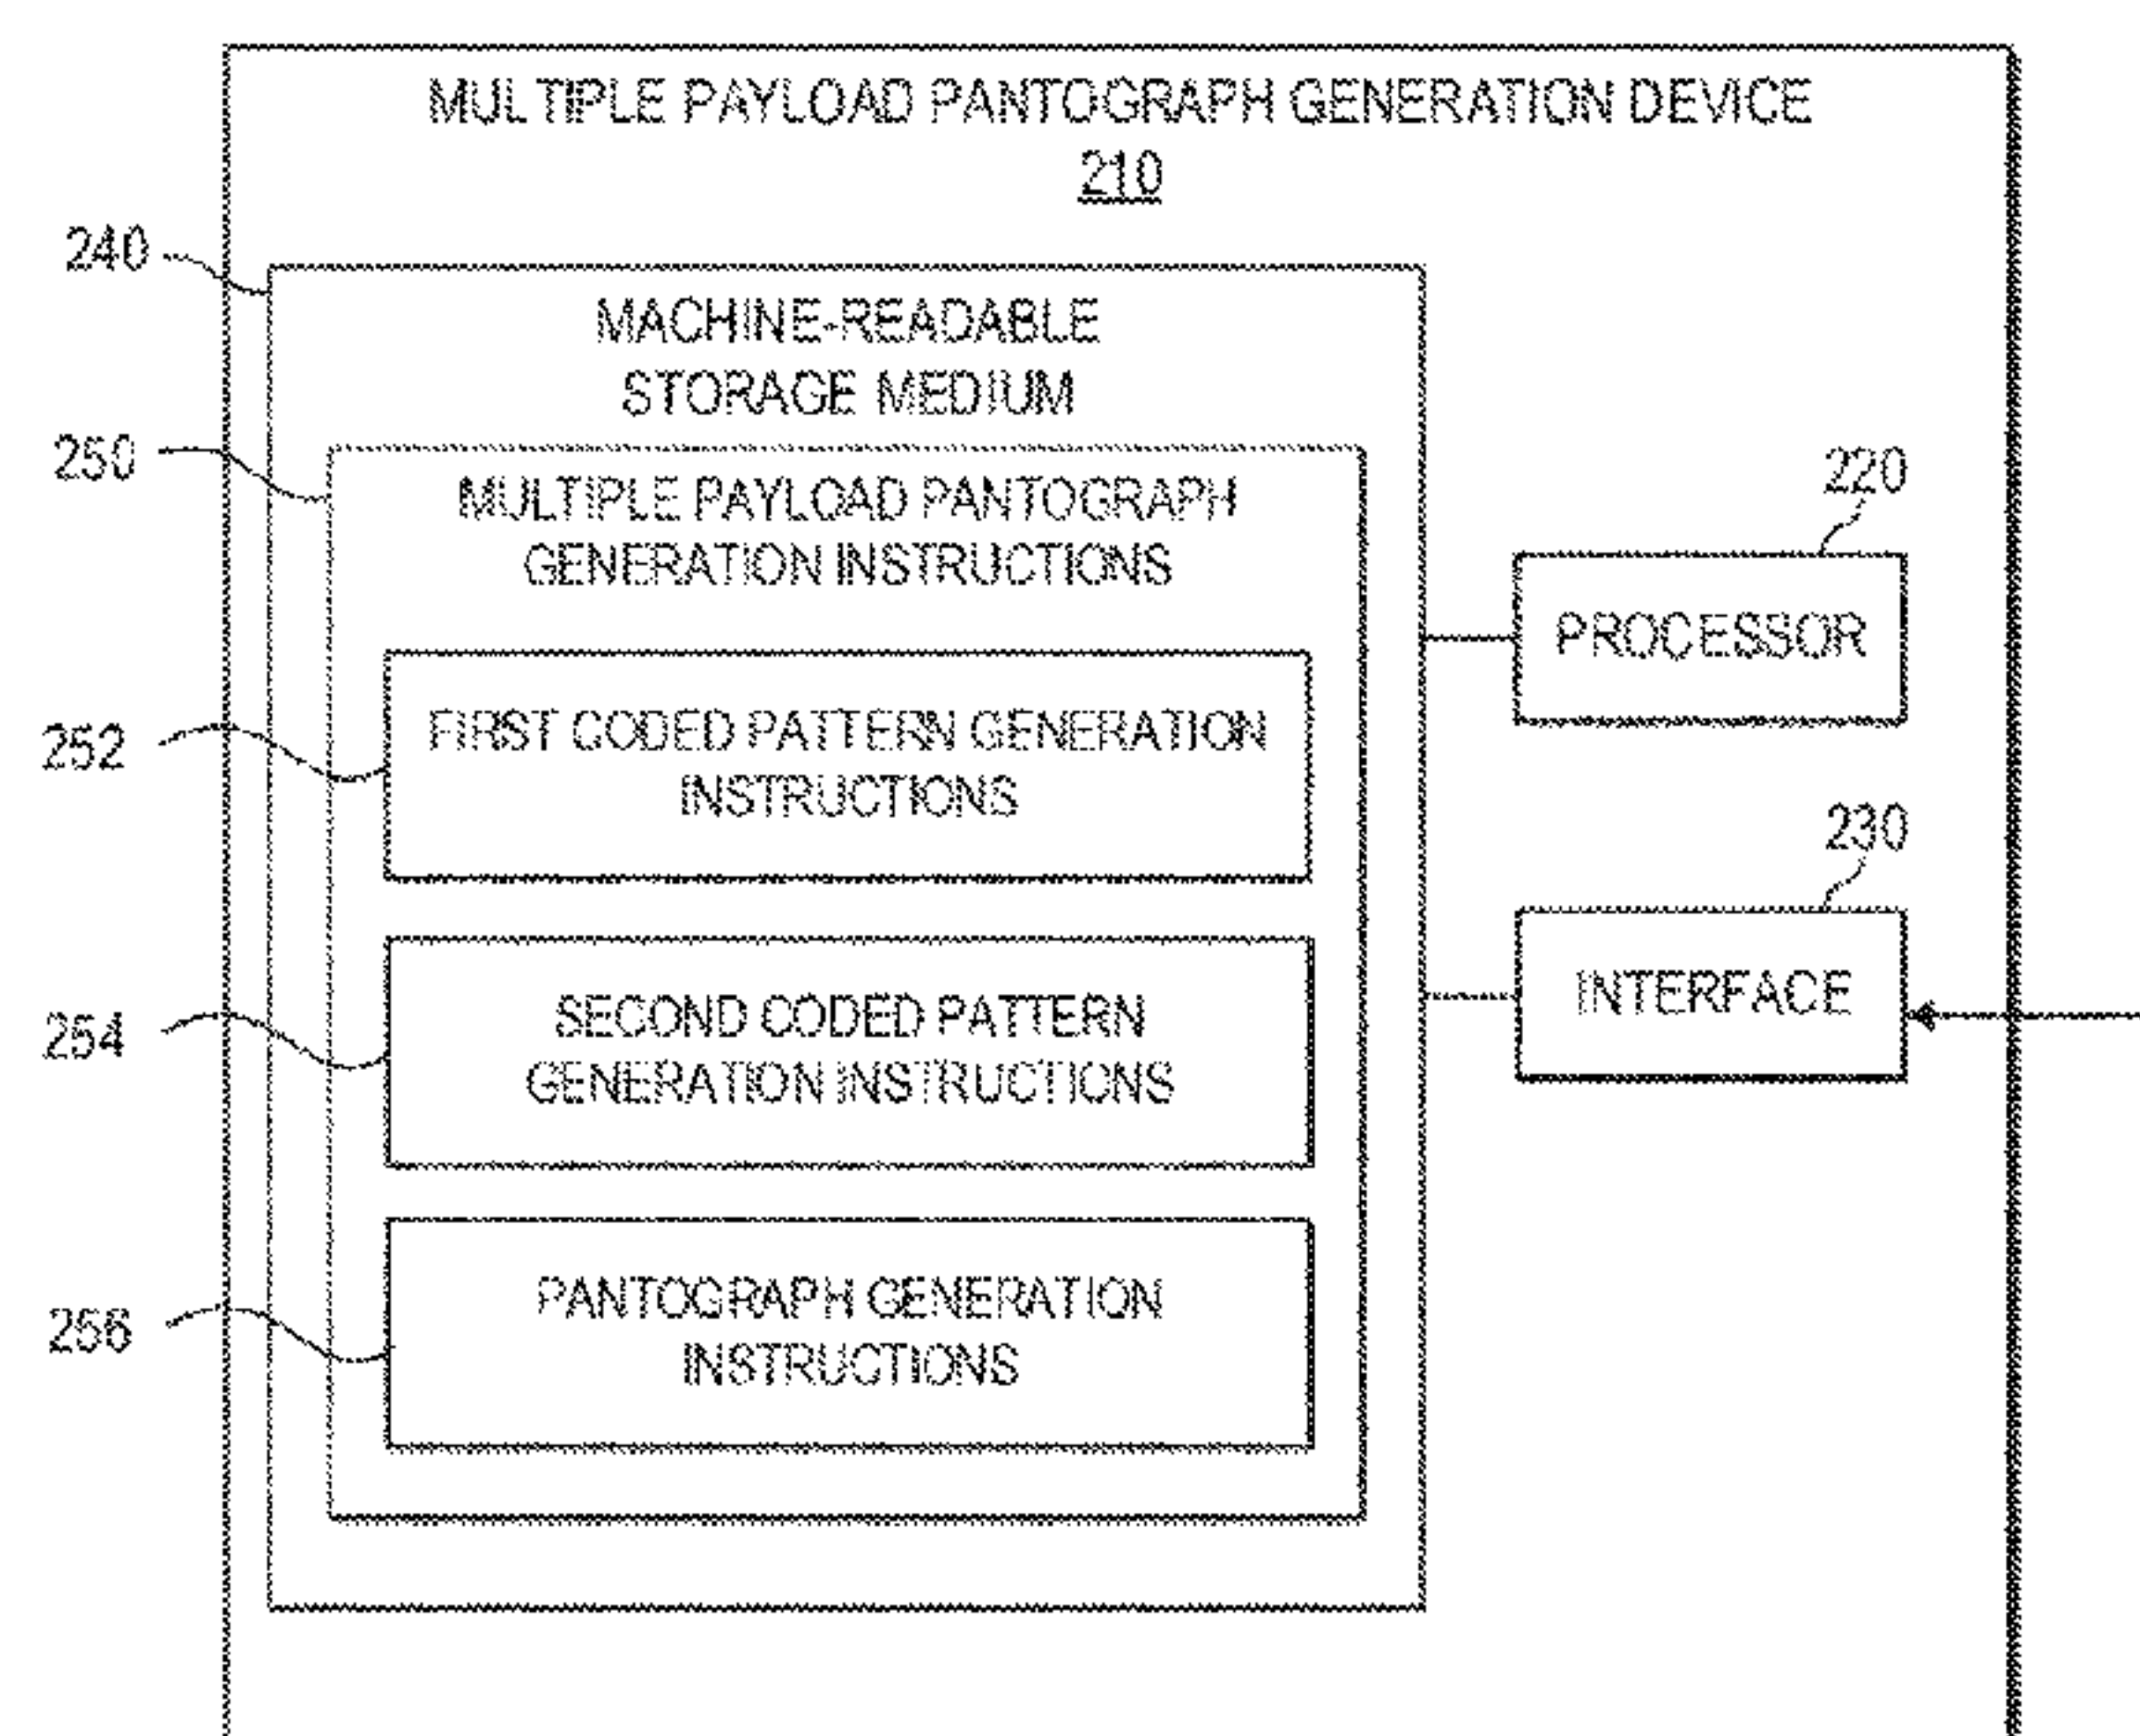 MULTIPLE PAYLOAD PANTOGRAPH GENERATION DEVICE
210
240
MACHINE-READABLE
STORAGE MEDIUM
250
MULTIPLE PAYLOAD PANTOGRAPH
GENERATION INSTRUCTIONS
220
PROCESSOR
252
FIRST CODED PATTERN GENERATION
INSTRUCTIONS
230
INTERFACE
254
SECOND CODED PATTERN
GENERATION INSTRUCTIONS
256
PANTOGRAPH GENERATION
INSTRUCTIONS